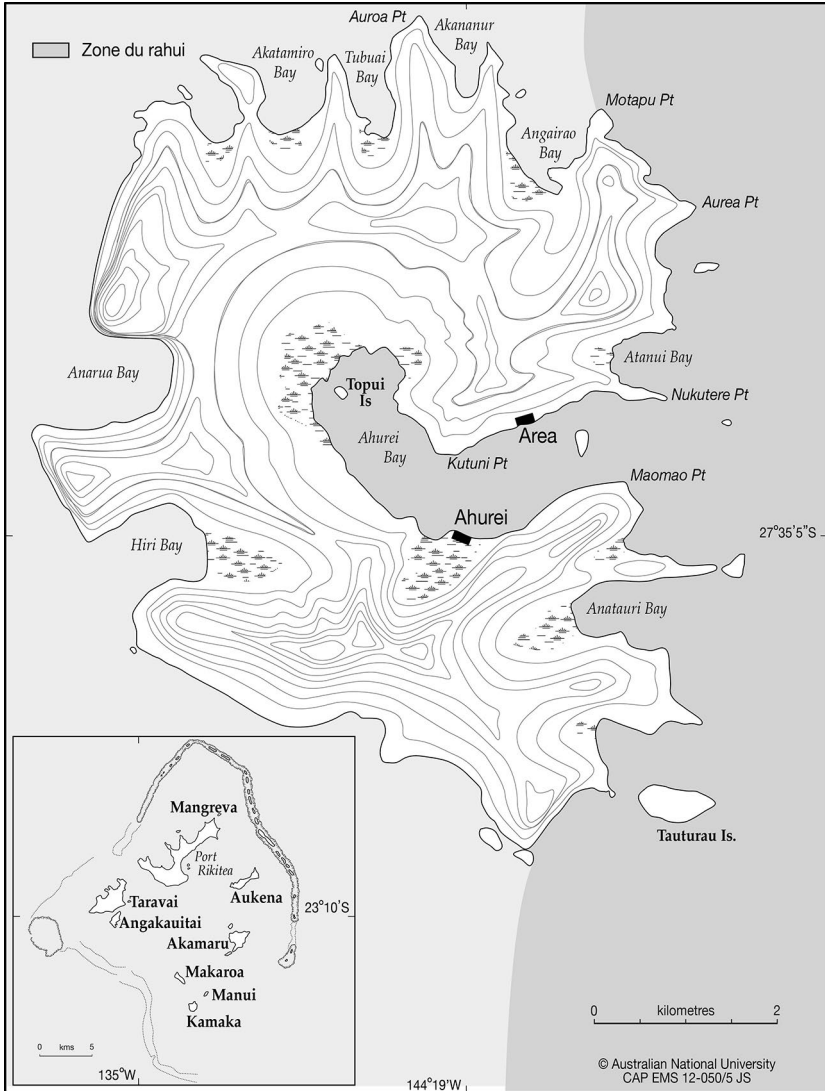 Zone du rahui
Auroa Pt
Akananur
Bay
Akatamiro
Bay
Tubuai
Bay
Motapu Pt
Angairao
Bay
Aurea Pt
Anarua Bay
Atanui Bay
Topui
Is
Nukutere Pt
Area
Ahurei
Bay
Kutuni Pt
Maomao Pt
Ahurei
27°35'5"S
Hiri Bay
Anatauri Bay
Tauturau Is.
Mangreva
Port
Rikitea
Taravai
Aukena
23°10'S
Angakauitai
Akamaru
Makaroa
Manui
Kamaka
0 kms 5
135°W
0 kilometres 2
© Australian National University
CAP EMS 12-050/5 JS
144°19'W